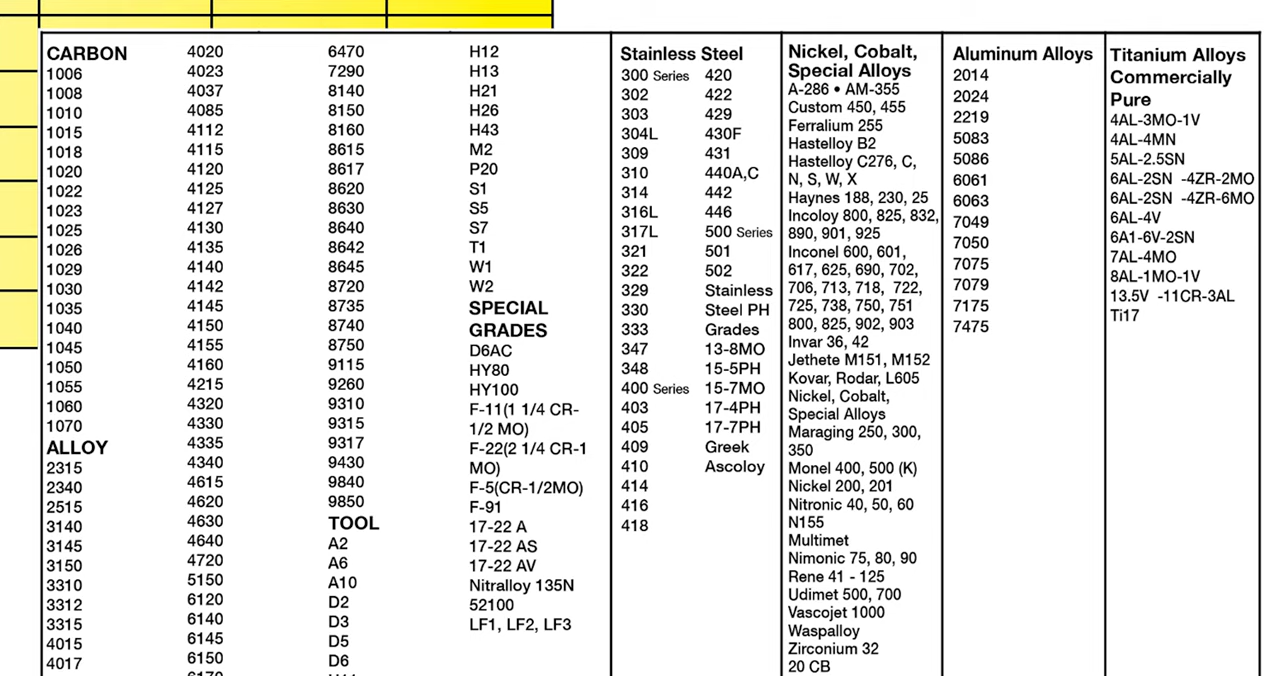 CARBON
1006
1008
1010
1015
1018
1020
1022
1023
1025
1026
1029
1030
1035
1040
1045
1050
1055
1060
1070
ALLOY
2315
2340
2515
3140
3145
3150
3310
3312
3315
4015
4017
4020
4023
4037
4085
4112
4115
4120
4125
4127
4130
4135
4140
4142
4145
4150
4155
4160
4215
4320
4330
4335
4340
4615
4620
4630
4640
4720
5150
6120
6140
6145
6150
6470
7290
8140
8150
8160
8615
8617
8620
8630
8640
8642
8645
8720
8735
8740
8750
9115
9260
9310
9315
9317
9430
9840
9850
TOOL
A2
A6
A10
D2
D3
D5
D6
H12
H13
H21
H26
H43
M2
P20
S1
S5
S7
T1
W1
W2
SPECIAL
GRADES
D6AC
HY80
HY100
F-11(1 1/4 CR-
1/2 MO)
F-22(2 1/4 CR-1
MO)
F-5(CR-1/2MO)
F-91
17-22 A
17-22 AS
17-22 AV
Nitralloy 135N
52100
LF1, LF2, LF3
Stainless Steel
300 Series
302
303
304L
309
310
314
316L
317L
321
322
329
330
333
347
348
400 Series
403
405
409
410
414
416
418
420
422
429
430F
431
440A,C
442
446
500 Series
501
502
Stainless
Steel PH
Grades
13-8MO
15-5PH
15-7MO
17-4PH
17-7PH
Greek
Ascoloy
Nickel, Cobalt,
Special Alloys
A-286 • AM-355
Custom 450, 455
Ferralium 255
Hastelloy B2
Hastelloy C276, C,
N, S, W, X
Haynes 188, 230, 25
Incoloy 800, 825, 832,
890, 901, 925
Inconel 600, 601,
617, 625, 690, 702,
706, 713, 718, 722,
725, 738, 750, 751
800, 825, 902, 903
Invar 36, 42
Jethete M151, M152
Kovar, Rodar, L605
Nickel, Cobalt,
Special Alloys
Maraging 250, 300,
350
Monel 400, 500 (K)
Nickel 200, 201
Nitronic 40, 50, 60
N155
Multimet
Nimonic 75, 80, 90
Rene 41 - 125
Udimet 500, 700
Vascojet 1000
Waspalloy
Zirconium 32
20 CB
Aluminum Alloys
2014
2024
2219
5083
5086
6061
6063
7049
7050
7075
7079
7175
7475
Titanium Alloys
Commercially
Pure
4AL-3MO-1V
4AL-4MN
5AL-2.5SN
6AL-2SN -4ZR-2MO
6AL-2SN -4ZR-6MO
6AL-4V
6A1-6V-2SN
7AL-4MO
8AL-1MO-1V
13.5V -11CR-3AL
Ti17